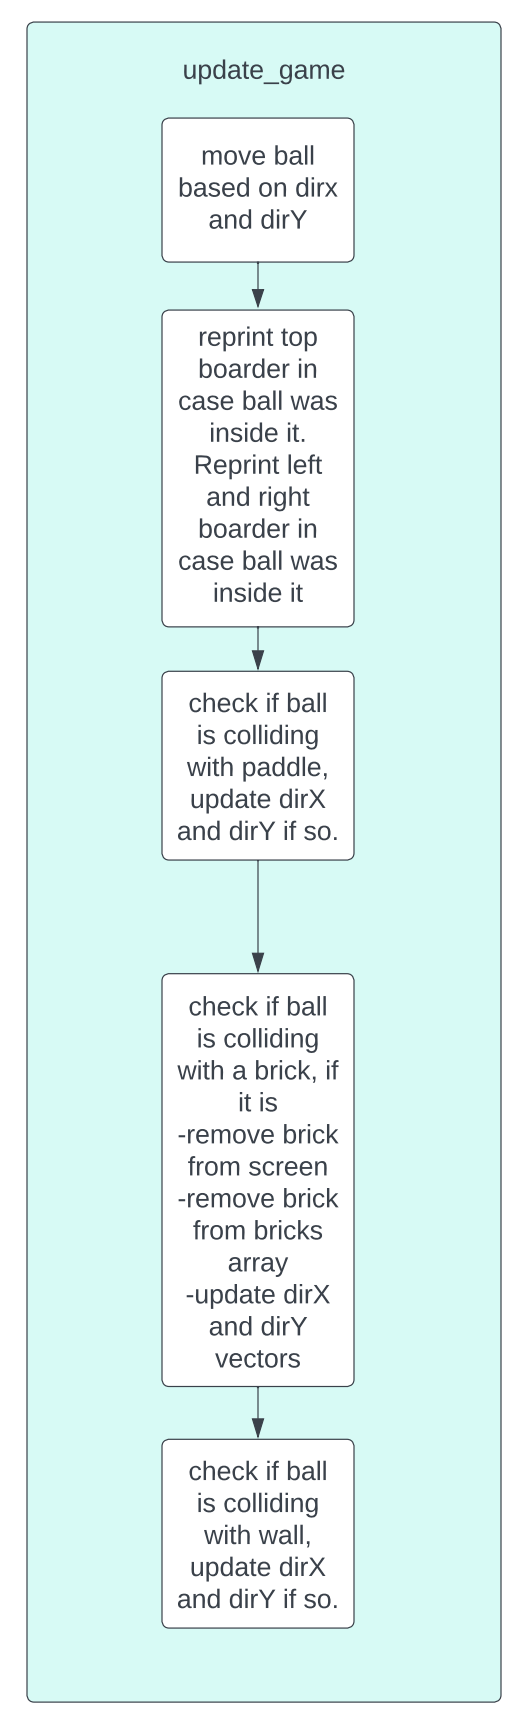 update_game
move ball
based on dirx
and dirY
reprint top
boarder in
case ball was
inside it.
Reprint left
and right
boarder in
case ball was
inside it
check if ball
is colliding
with paddle,
update dirX
and dirY if so.
check if ball
is colliding
with a brick, if
it is
-remove brick
from screen
-remove brick
from bricks
array
-update dirX
and dirY
vectors
check if ball
is colliding
with wall,
update dirX
and dirY if so.